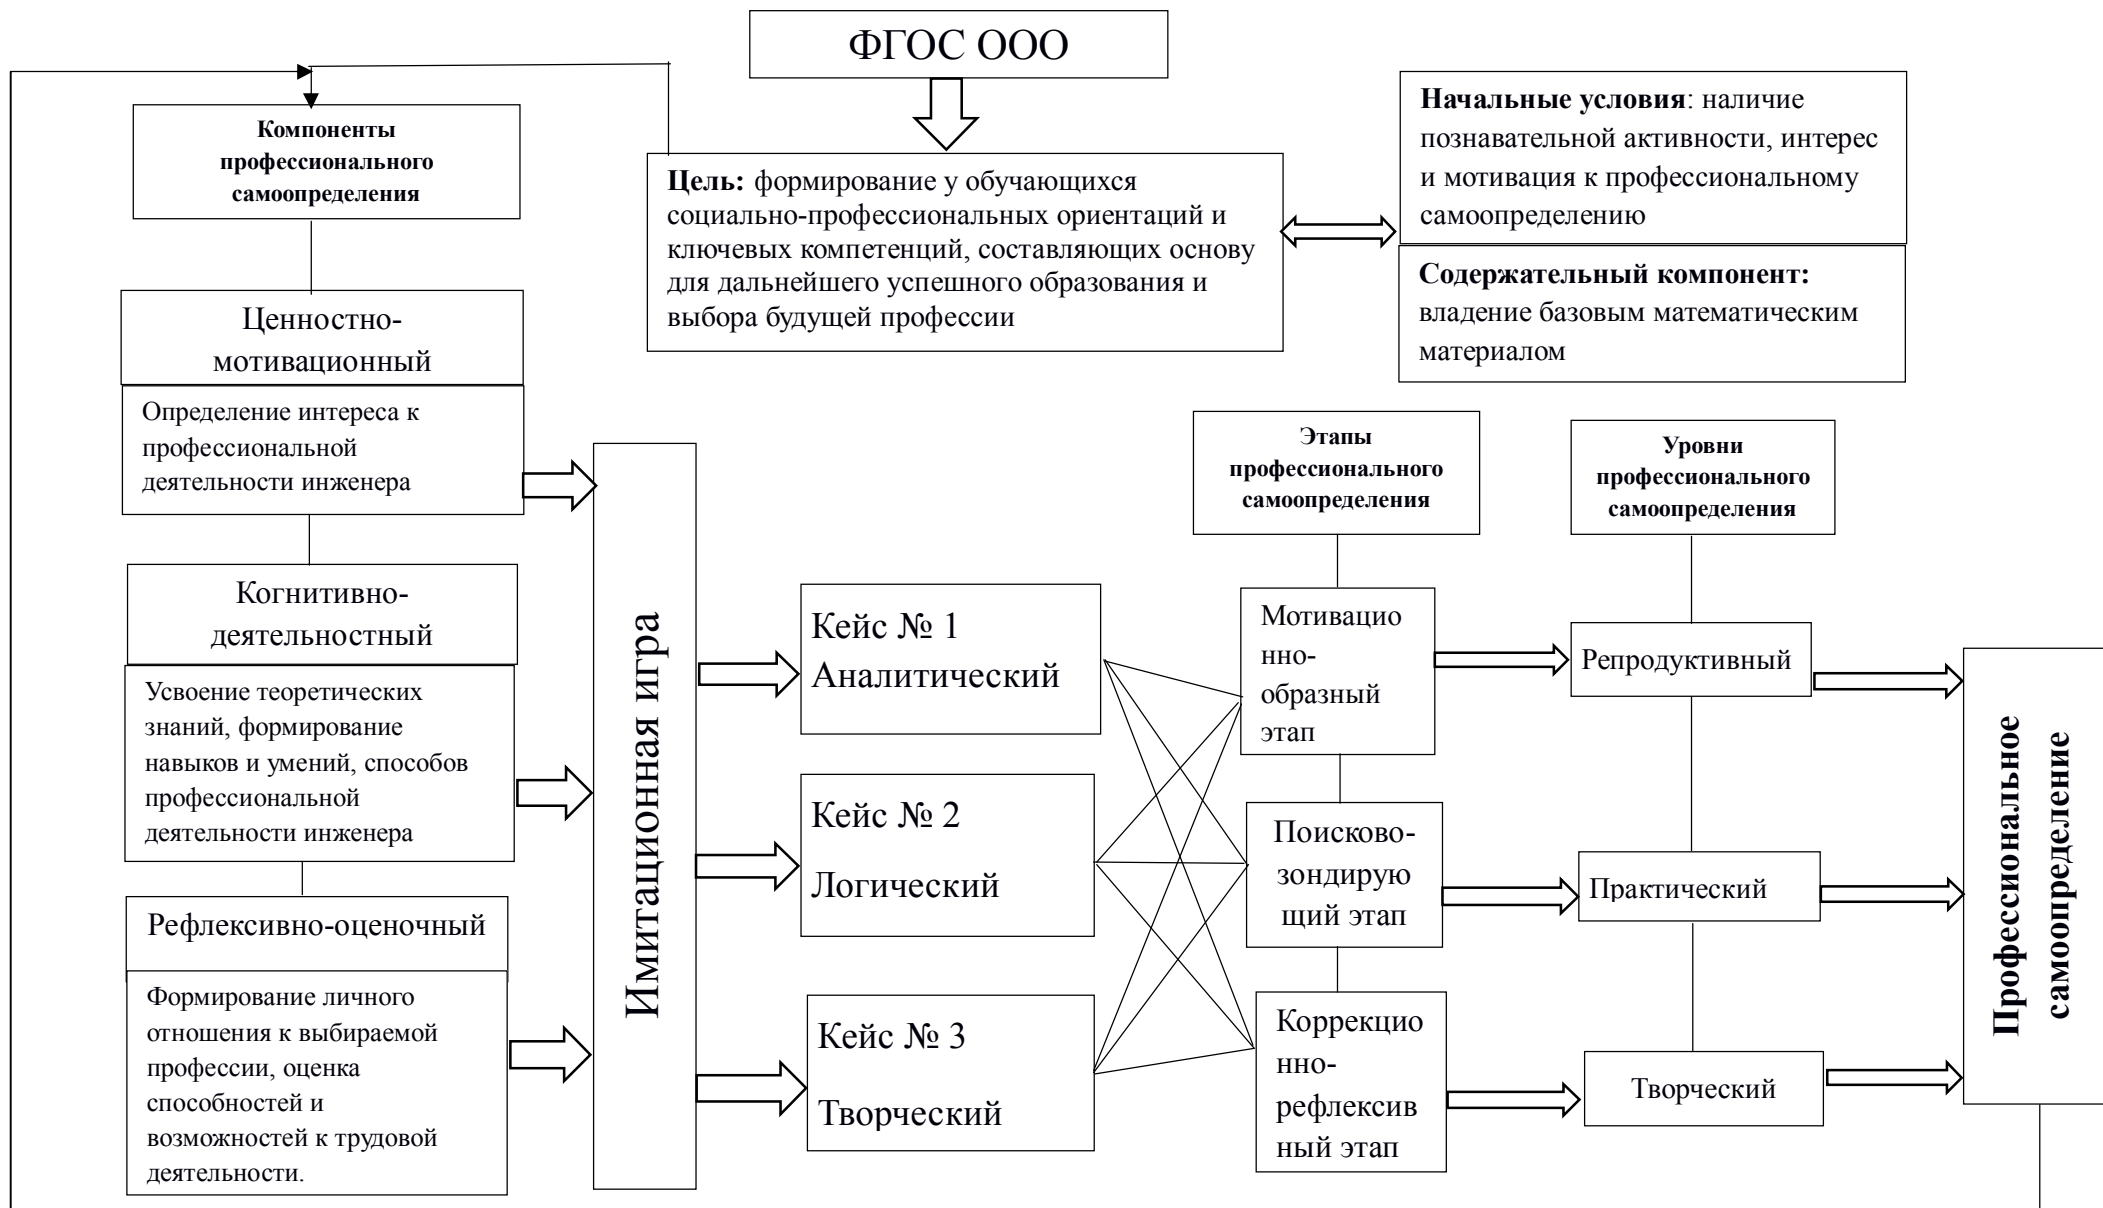 ФГОС ООО
Компоненты
профессионального
самоопределения
Цель: формирование у обучающихся
социально-профессиональных ориентаций и
ключевых компетенций, составляющих основу
для дальнейшего успешного образования и
выбора будущей профессии
Начальные условия: наличие
познавательной активности, интерес
и мотивация к профессиональному
самоопределению
Содержательный компонент:
владение базовым математическим
материалом
Ценностно-
мотивационный
Определение интереса к
профессиональной
деятельности инженера
Когнитивно-
деятельностный
Усвоение теоретических
знаний, формирование
навыков и умений, способов
профессиональной
деятельности инженера
Рефлексивно-оценочный
Формирование личного
отношения к выбираемой
профессии, оценка
способностей и
возможностей к трудовой
деятельности.
Имитационная игра
Кейс № 1
Аналитический
Кейс № 2
Логический
Кейс № 3
Творческий
Этапы
профессионального
самоопределения
Мотивацио
нно-
образный
этап
Поисково-
зондирую
щий этап
Коррекцио
нно-
рефлексив
ный этап
Уровни
профессионального
самоопределения
Репродуктивный
Практический
Творческий
Профессиональное
самоопределение